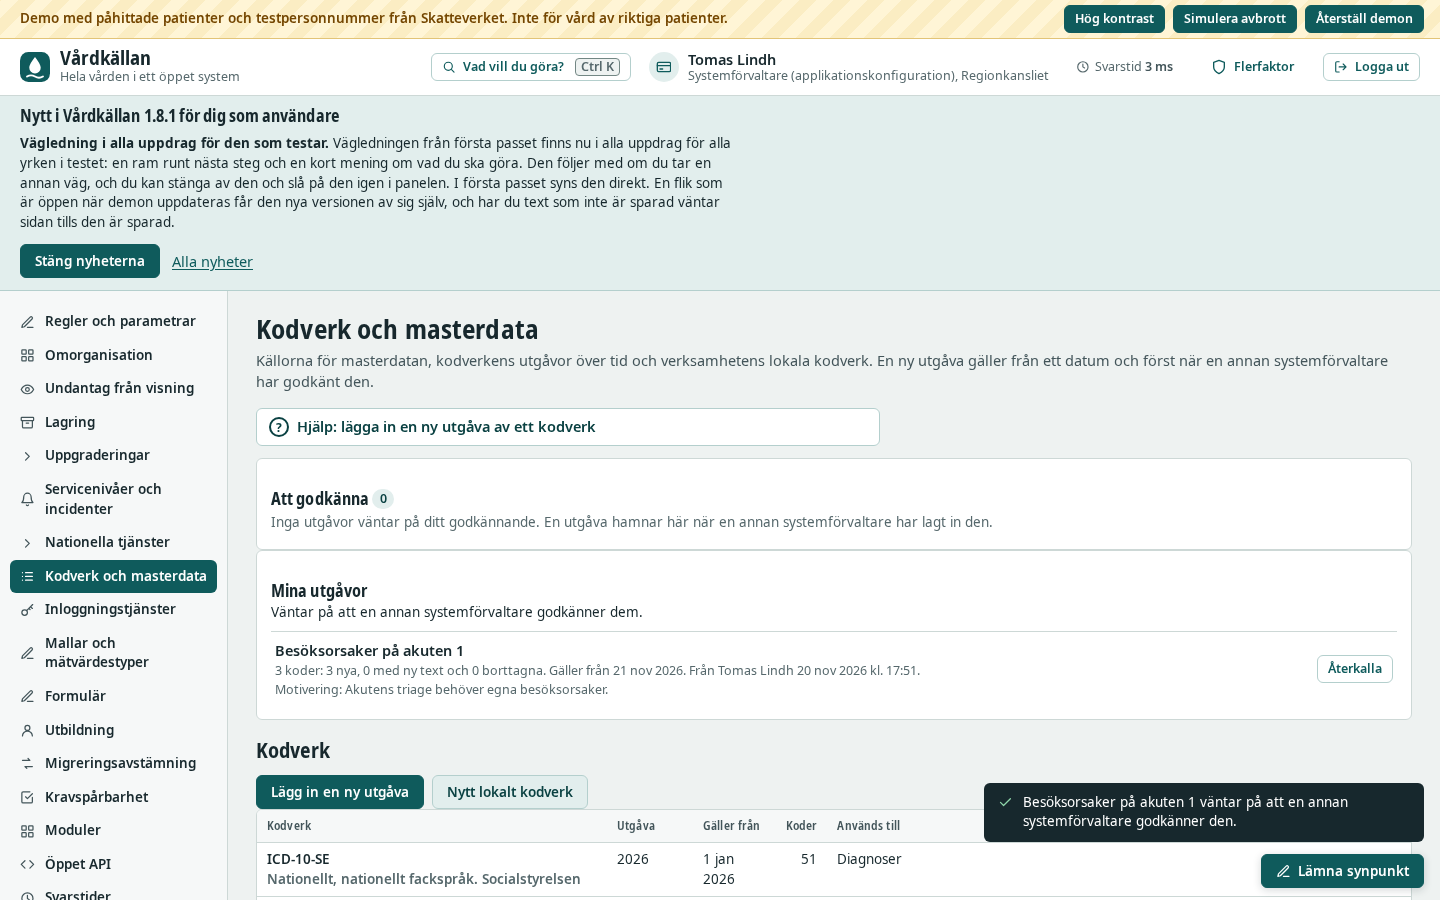 Demo med påhittade patienter och testpersonnummer från Skatteverket. Inte för vård av riktiga patienter.
Hög kontrast
Simulera avbrott
Återställ demon
Vårdkällan
Hela vården i ett öppet system
Vad vill du göra? Ctrl K
Tomas Lindh
Systemförvaltare (applikationskonfiguration), Regionkansliet
Svarstid 3 ms
Flerfaktor
Logga ut
Nytt i Vårdkällan 1.8.1 för dig som användare
Vägledning i alla uppdrag för den som testar. Vägledningen från första passet finns nu i alla uppdrag för alla
yrken i testet: en ram runt nästa steg och en kort mening om vad du ska göra. Den följer med om du tar en
annan väg, och du kan stänga av den och slå på den igen i panelen. I första passet syns den direkt. En flik som
är öppen när demon uppdateras får den nya versionen av sig själv, och har du text som inte är sparad väntar
sidan tills den är sparad.
Stäng nyheterna
Alla nyheter
Regler och parametrar
Omorganisation
Undantag från visning
Lagring
Uppgraderingar
Servicenivåer och
incidenter
Nationella tjänster
Kodverk och masterdata
Inloggningstjänster
Mallar och
mätvärdestyper
Formulär
Utbildning
Migreringsavstämning
Kravspårbarhet
Moduler
Öppet API
Svarstider
Kodverk och masterdata
Källorna för masterdatan, kodverkens utgåvor över tid och verksamhetens lokala kodverk. En ny utgåva gäller från ett datum och först när en annan systemförvaltare
har godkänt den.
? Hjälp: lägga in en ny utgåva av ett kodverk
Att godkänna 0
Inga utgåvor väntar på ditt godkännande. En utgåva hamnar här när en annan systemförvaltare har lagt in den.
Mina utgåvor
Väntar på att en annan systemförvaltare godkänner dem.
Besöksorsaker på akuten 1
3 koder: 3 nya, 0 med ny text och 0 borttagna. Gäller från 21 nov 2026. Från Tomas Lindh 20 nov 2026 kl. 17:51.
Motivering: Akutens triage behöver egna besöksorsaker.
Återkalla
Kodverk
Lägg in en ny utgåva
Nytt lokalt kodverk
Kodverk Utgåva Gäller från Koder Används till
ICD-10-SE 2026 1 jan 51 Diagnoser
Nationellt, nationellt fackspråk. Socialstyrelsen 2026
Besöksorsaker på akuten 1 väntar på att en annan
systemförvaltare godkänner den.
Lämna synpunkt